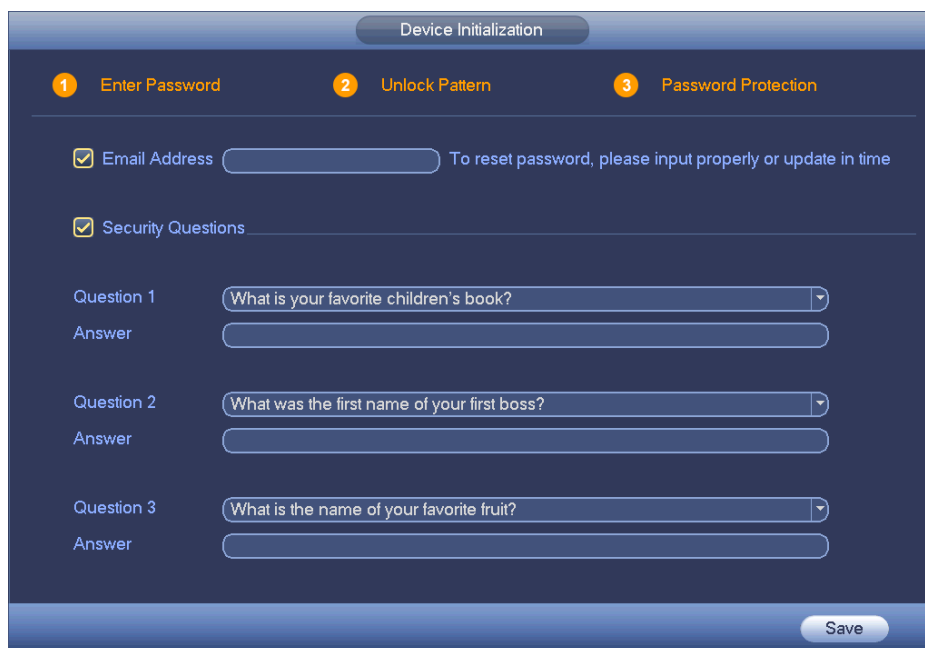 Device Initialization
1 Enter Password 2 Unlock Pattern 3 Password Protection
Email Address To reset password, please input properly or update in time
Security Questions
Question 1 What is your favorite children's book?
Answer
Question 2 What was the first name of your first boss?
Answer
Question 3 What is the name of your favorite fruit?
Answer
Save